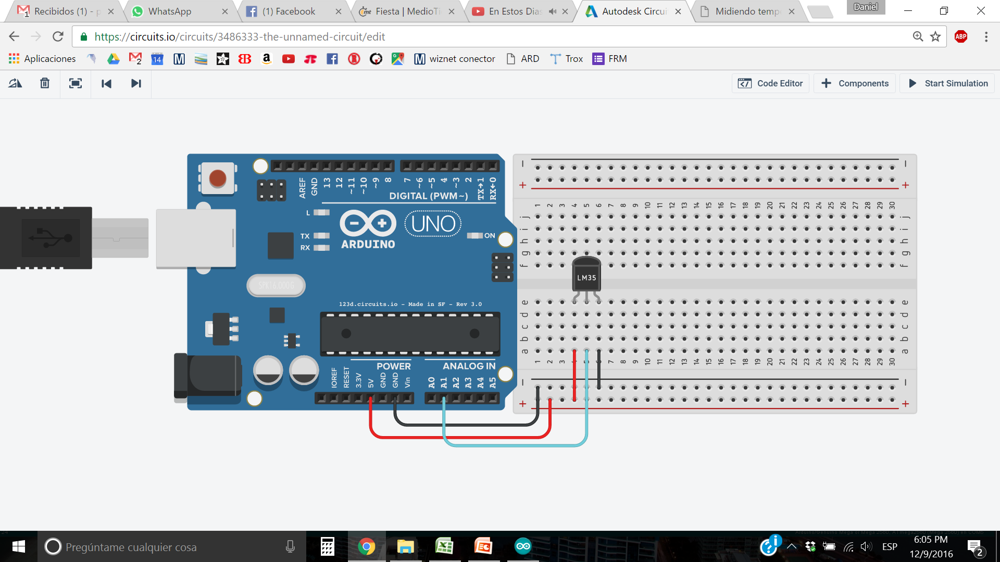 Daniel
Recibidos (1) - p
WhatsApp
(1) Facebook
Fiesta | MedioTi
En Estos Dias
Autodesk Circui
Midiendo temp
https://circuits.io/circuits/3486333-the-unnamed-circuit/edit
ABP
Aplicaciones
wiznet conector
ARD
Trox
FRM
Code Editor
Components
Start Simulation
AREF GND 13 12 ~11 ~10 ~9 8 7 ~6 ~5 4 ~3 2 TX→1 RX←0
DIGITAL (PWM~)
L
TX
RX
UNO
ON
ARDUINO
SPK16.000G
123d.circuits.io - Made in SF - Rev 3.0
POWER
ANALOG IN
IOREF RESET 3.3V 5V GND GND Vin A0 A1 A2 A3 A4 A5
− −
+ +
1 2 3 4 5 6 7 8 9 10 11 12 13 14 15 16 17 18 19 20 21 22 23 24 25 26 27 28 29 30
j j
i i
h h
g g
f f
LM35
e e
d d
c c
b b
a a
1 2 3 4 5 6 7 8 9 10 11 12 13 14 15 16 17 18 19 20 21 22 23 24 25 26 27 28 29 30
− −
+ +
Pregúntame cualquier cosa
ESP
6:05 PM
12/9/2016
2